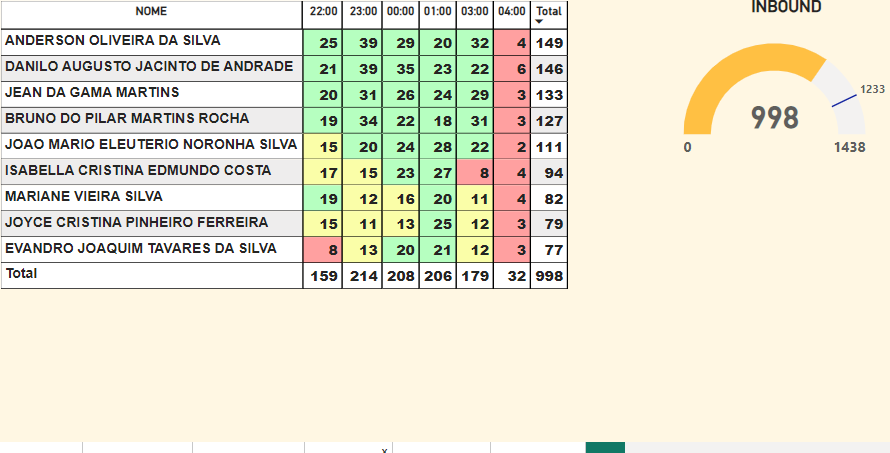 NOME 22:00 23:00 00:00 01:00 03:00 04:00 Total
ANDERSON OLIVEIRA DA SILVA 25 39 29 20 32 4 149
DANILO AUGUSTO JACINTO DE ANDRADE 21 39 35 23 22 6 146
JEAN DA GAMA MARTINS 20 31 26 24 29 3 133
BRUNO DO PILAR MARTINS ROCHA 19 34 22 18 31 3 127
JOAO MARIO ELEUTERIO NORONHA SILVA 15 20 24 28 22 2 111
ISABELLA CRISTINA EDMUNDO COSTA 17 15 23 27 8 4 94
MARIANE VIEIRA SILVA 19 12 16 20 11 4 82
JOYCE CRISTINA PINHEIRO FERREIRA 15 11 13 25 12 3 79
EVANDRO JOAQUIM TAVARES DA SILVA 8 13 20 21 12 3 77
Total 159 214 208 206 179 32 998
INBOUND
1233
998
0 1438
x